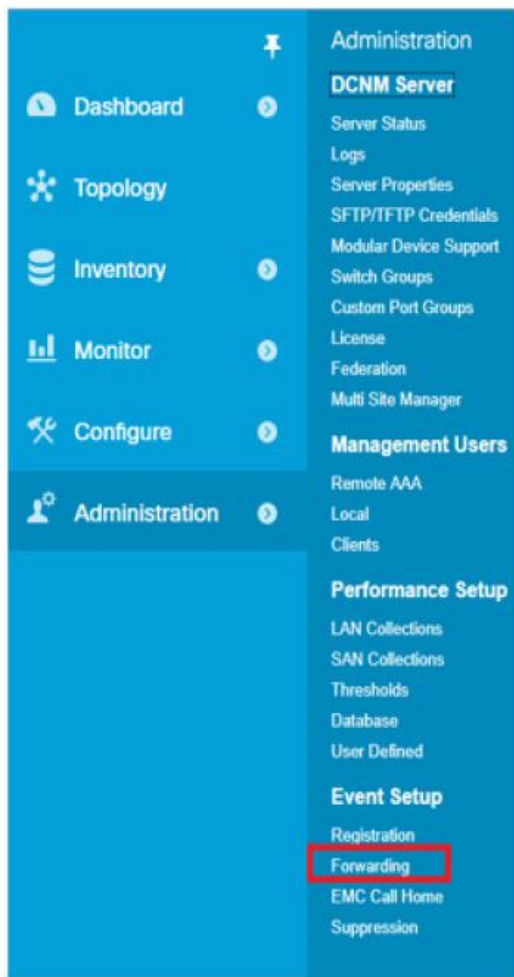 Dashboard
Topology
Inventory
Monitor
Configure
Administration
Administration
DCNM Server
Server Status
Logs
Server Properties
SFTP/TFTP Credentials
Modular Device Support
Switch Groups
Custom Port Groups
License
Federation
Multi Site Manager
Management Users
Remote AAA
Local
Clients
Performance Setup
LAN Collections
SAN Collections
Thresholds
Database
User Defined
Event Setup
Registration
Forwarding
EMC Call Home
Suppression